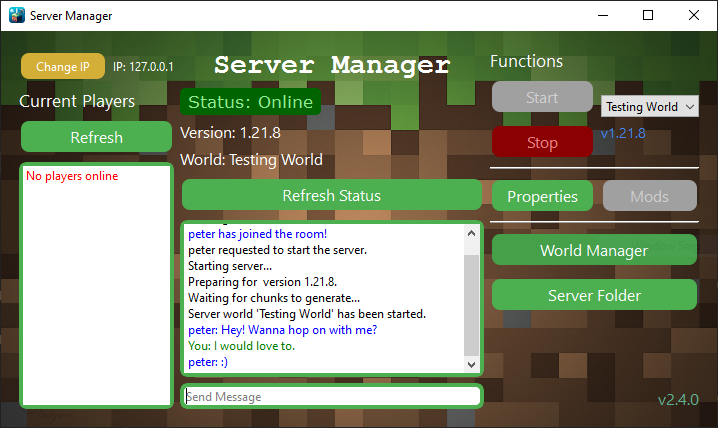 Server Manager
Change IP
IP: 127.0.0.1
Server Manager
Functions
Current Players
Status: Online
Start
Testing World
Refresh
Version: 1.21.8
Stop
v1.21.8
World: Testing World
No players online
Refresh Status
Properties
Mods
peter has joined the room!
peter requested to start the server.
Starting server...
Preparing for  version 1.21.8.
Waiting for chunks to generate...
Server world 'Testing World' has been started.
peter: Hey! Wanna hop on with me?
You: I would love to.
peter: :)
World Manager
Server Folder
Send Message
v2.4.0